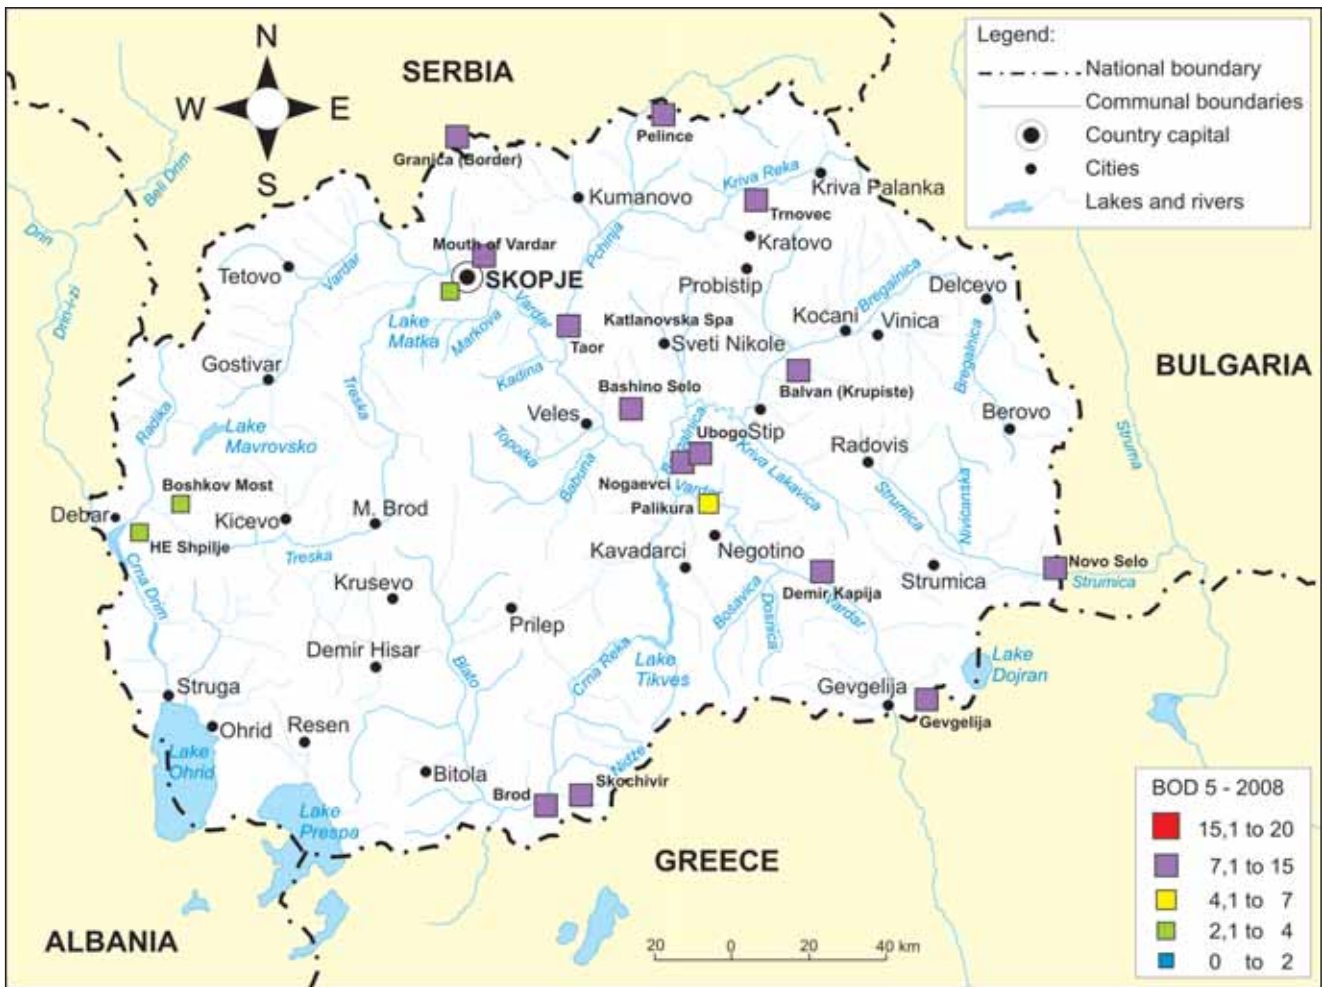 N
W
E
S
SERBIA
Legend:
National boundary
Communal boundaries
Country capital
Cities
Lakes and rivers
Pelince
Granica (Border)
Beli Drim
Kumanovo
Kriva Reka
Kriva Palanka
Trnovec
Drin
Mouth of Vardar
Pchinja
Kratovo
Tetovo
Vardar
SKOPJE
Probistip
Bregalnica
Delcevo
Drin-i-zi
Lake
Matka
Markova
Vardar
Taor
Katlanovska Spa
Sveti Nikole
Kocani
Vinica
Bregalnica
BULGARIA
Gostivar
Treska
Kadina
Bashino Selo
Balvan (Krupiste)
Berovo
Radika
Lake
Mavrovsko
Veles
Topolka
Babuna
Bregalnica
Ubogo
Stip
Kriva Lakavica
Radovis
Struma
Boshkov Most
Nogaevci
Vardar
Palikura
Strumica
Nivicanska
Debar
Kicevo
M. Brod
HE Shpilje
Treska
Kavadarci
Negotino
Novo Selo
Strumica
Strumica
Crna Drim
Krusevo
Demir Kapija
Bošavica
Dosnica
Vardar
Prilep
Demir Hisar
Blato
Crna Reka
Lake
Tikves
Lake
Dojran
Struga
Gevgelija
Gevgelija
Ohrid
Resen
Lake
Ohrid
Bitola
Nidze
Skochivir
Brod
Lake
Prespa
GREECE
ALBANIA
20 0 20 40 km
BOD 5 - 2008
15,1 to 20
7,1 to 15
4,1 to 7
2,1 to 4
0 to 2